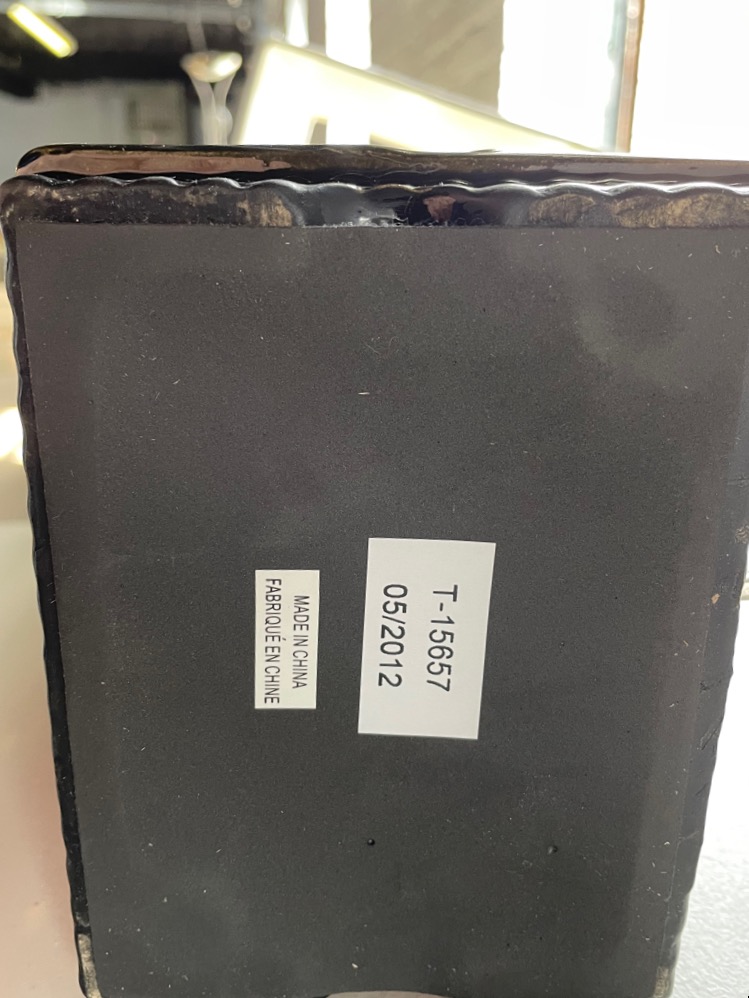 MADE IN CHINA
FABRIQUÉ EN CHINE
T-15657
05/2012